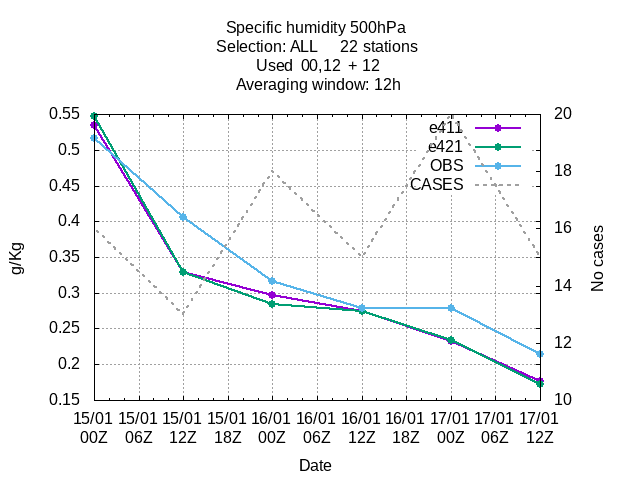 Specific humidity 500hPa
Selection: ALL 22 stations
Used 00,12 + 12
Averaging window: 12h
0.55
0.5
0.45
0.4
0.35
0.3
0.25
0.2
0.15
g/Kg
20
18
16
14
12
10
No cases
e411
e421
OBS
CASES
15/01 15/01 15/01 15/01 16/01 16/01 16/01 16/01 17/01 17/01 17/01
00Z 06Z 12Z 18Z 00Z 06Z 12Z 18Z 00Z 06Z 12Z
Date